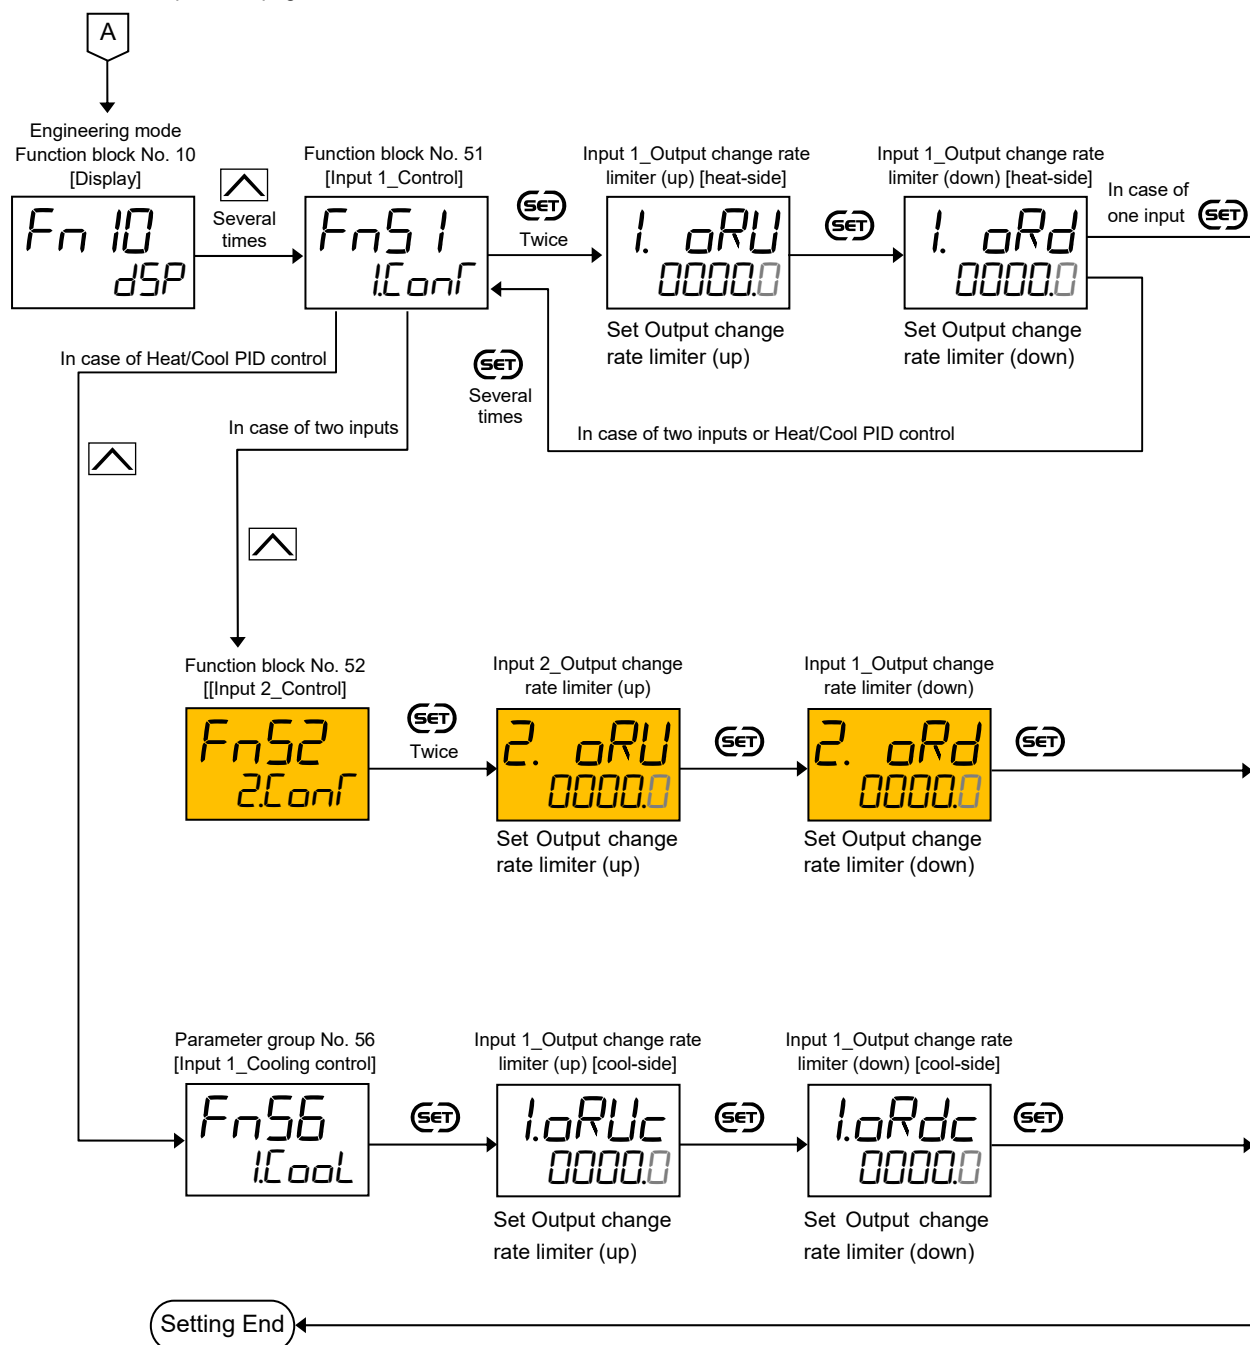 A
Engineering mode
Function block No. 10
[Display]
Fn 10
dSP
Several
times
Function block No. 51
[Input 1_Control]
Fn51
1.ConT
SET
Twice
Input 1_Output change rate
limiter (up) [heat-side]
1. oRU
0000.0
Set Output change
rate limiter (up)
SET
Input 1_Output change rate
limiter (down) [heat-side]
1. oRd
0000.0
Set Output change
rate limiter (down)
In case of
one input
SET
In case of Heat/Cool PID control
SET
Several
times
In case of two inputs
In case of two inputs or Heat/Cool PID control
Function block No. 52
[[Input 2_Control]
Fn52
2.ConT
SET
Twice
Input 2_Output change
rate limiter (up)
2. oRU
0000.0
Set Output change
rate limiter (up)
SET
Input 1_Output change
rate limiter (down)
2. oRd
0000.0
Set Output change
rate limiter (down)
SET
Parameter group No. 56
[Input 1_Cooling control]
Fn56
1.CooL
SET
Input 1_Output change rate
limiter (up) [cool-side]
1.oRUc
0000.0
Set Output change
rate limiter (up)
SET
Input 1_Output change rate
limiter (down) [cool-side]
1.oRdc
0000.0
Set Output change
rate limiter (down)
SET
Setting End